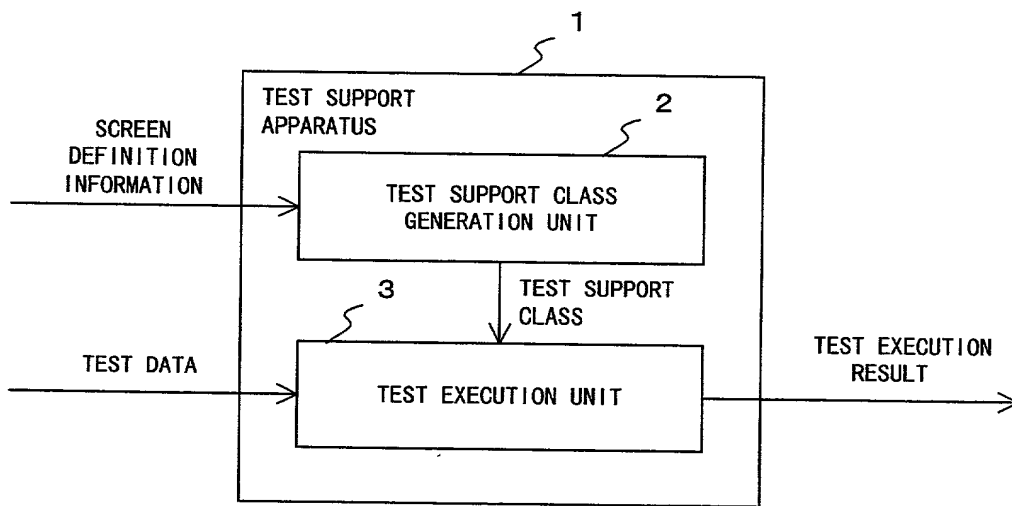 1
TEST SUPPORT
APPARATUS
2
SCREEN
DEFINITION
INFORMATION
TEST SUPPORT CLASS
GENERATION UNIT
3
TEST SUPPORT
CLASS
TEST DATA
TEST EXECUTION UNIT
TEST EXECUTION
RESULT